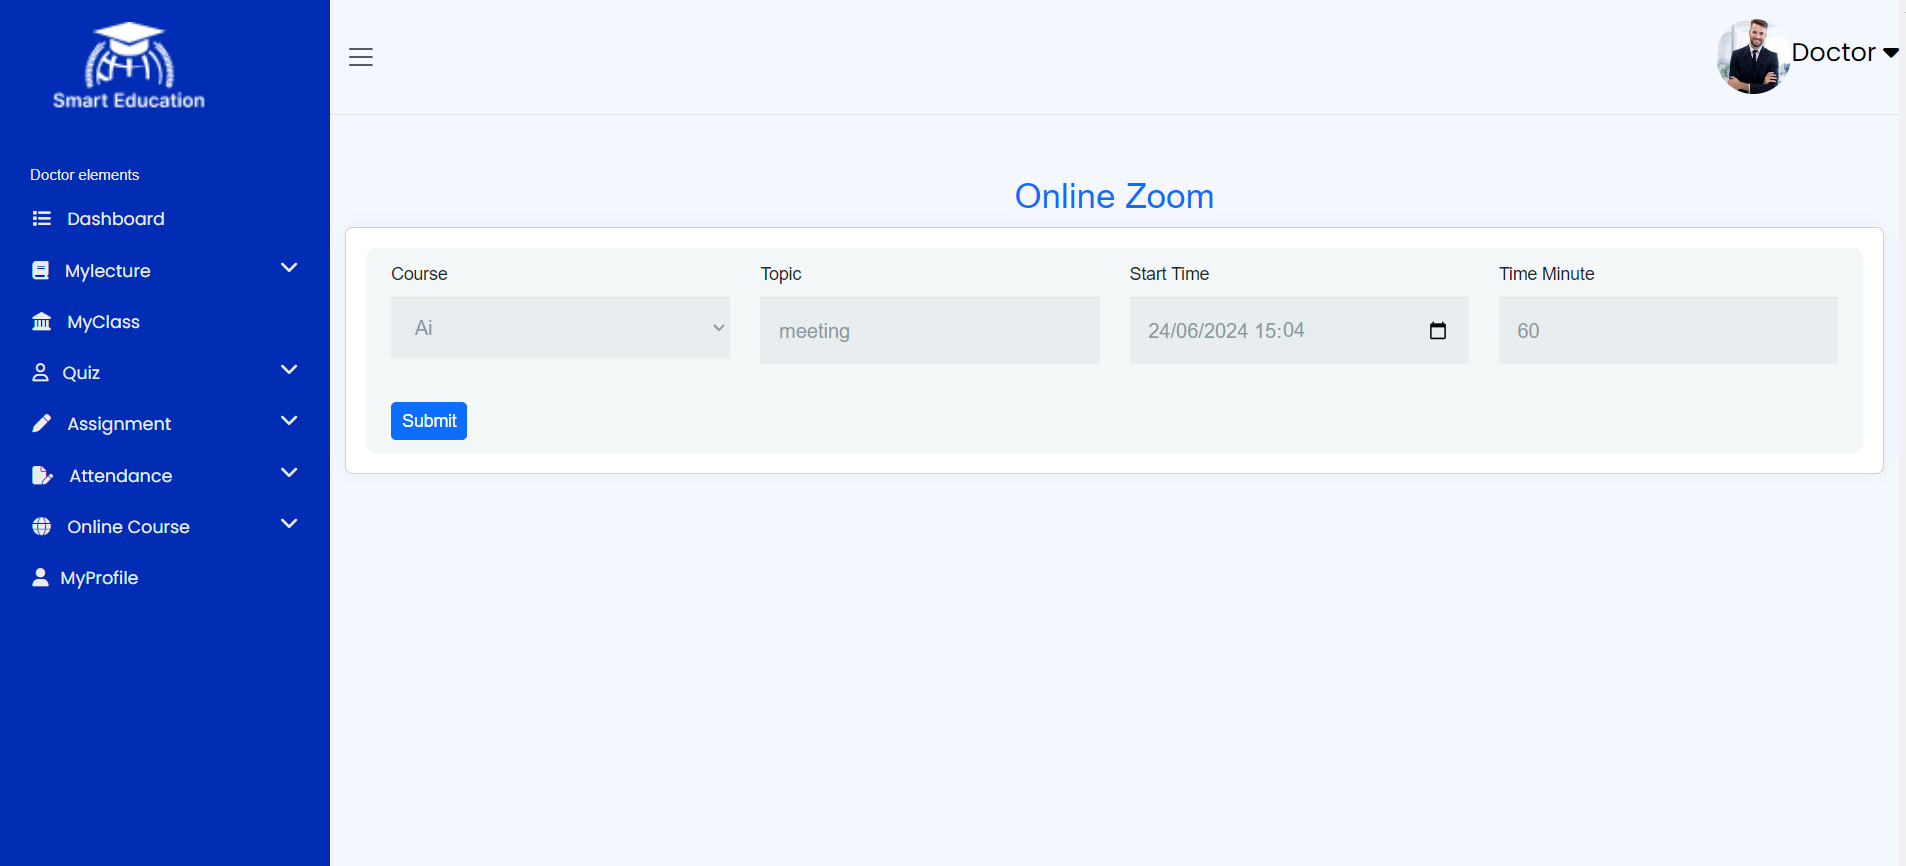 Smart Education
Doctor
Doctor elements
Dashboard
Mylecture
MyClass
Quiz
Assignment
Attendance
Online Course
MyProfile
Online Zoom
Course
Topic
Start Time
Time Minute
Ai
meeting
24/06/2024 15:04
60
Submit